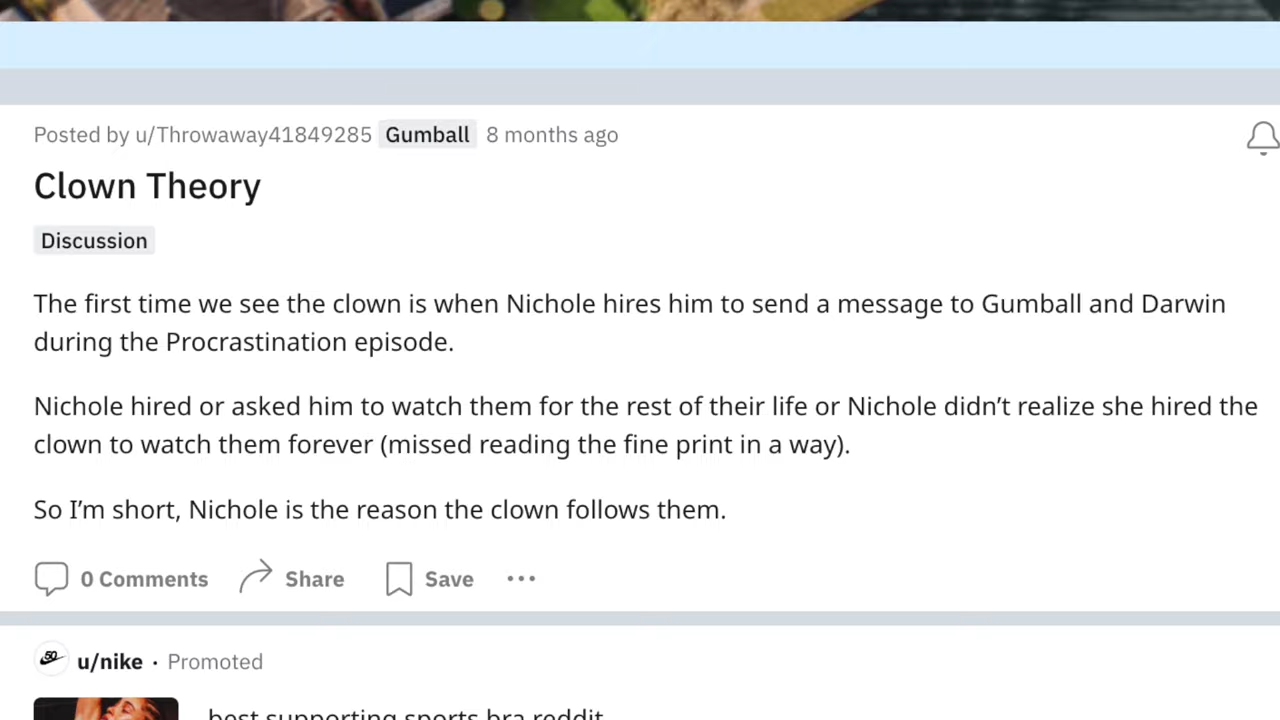 Posted by u/Throwaway41849285 Gumball 8 months ago
Clown Theory
Discussion
The first time we see the clown is when Nichole hires him to send a message to Gumball and Darwin
during the Procrastination episode.
Nichole hired or asked him to watch them for the rest of their life or Nichole didn’t realize she hired the
clown to watch them forever (missed reading the fine print in a way).
So I’m short, Nichole is the reason the clown follows them.
0 Comments Share Save
50
u/nike · Promoted
best supporting sports bra reddit